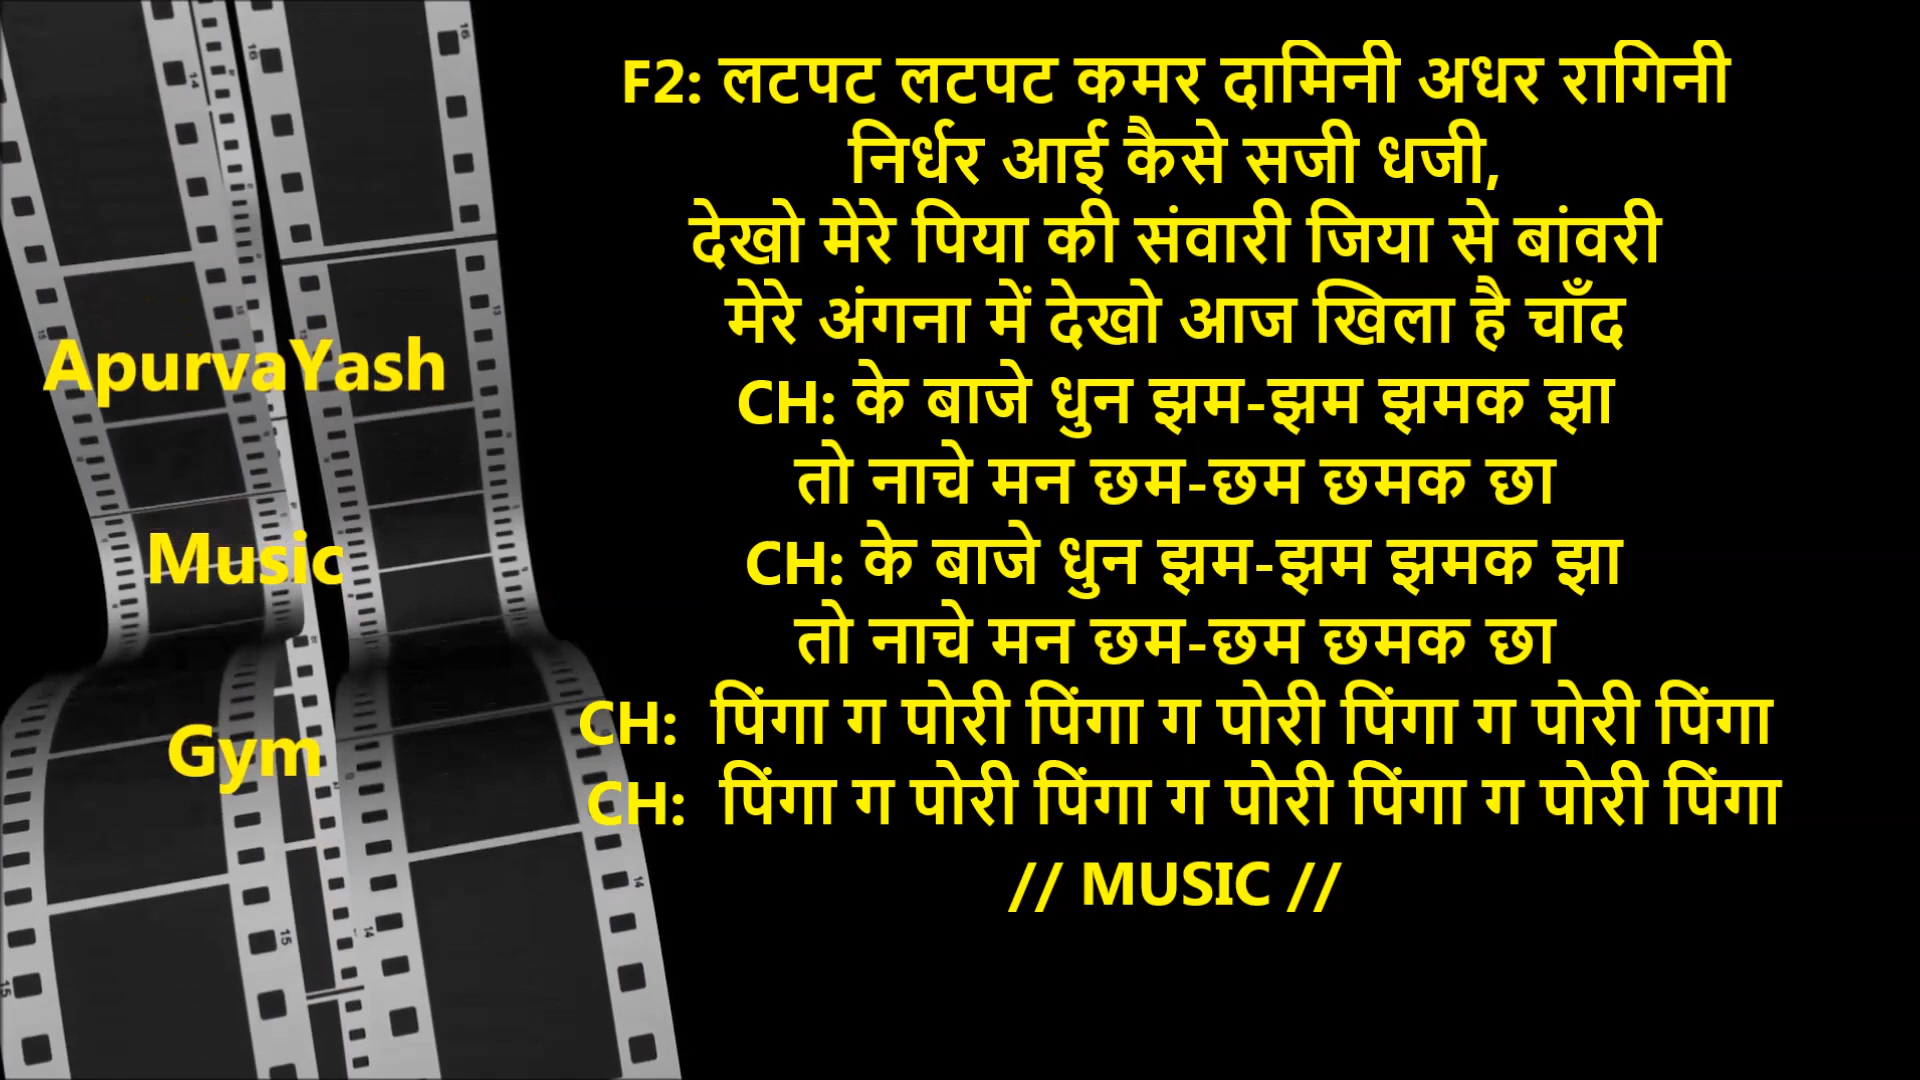 F2: लटपट लटपट कमर दामिनी अधर रागिनी
निर्धर आई कैसे सजी धजी,
देखो मेरे पिया की संवारी जिया से बांवरी
मेरे अंगना में देखो आज खिला है चाँद
CH: के बाजे धुन झम-झम झमक झा
तो नाचे मन छम-छम छमक छा
CH: के बाजे धुन झम-झम झमक झा
तो नाचे मन छम-छम छमक छा
CH: पिंगा ग पोरी पिंगा ग पोरी पिंगा ग पोरी पिंगा
CH: पिंगा ग पोरी पिंगा ग पोरी पिंगा ग पोरी पिंगा
// MUSIC //
ApurvaYash
Music
Gym